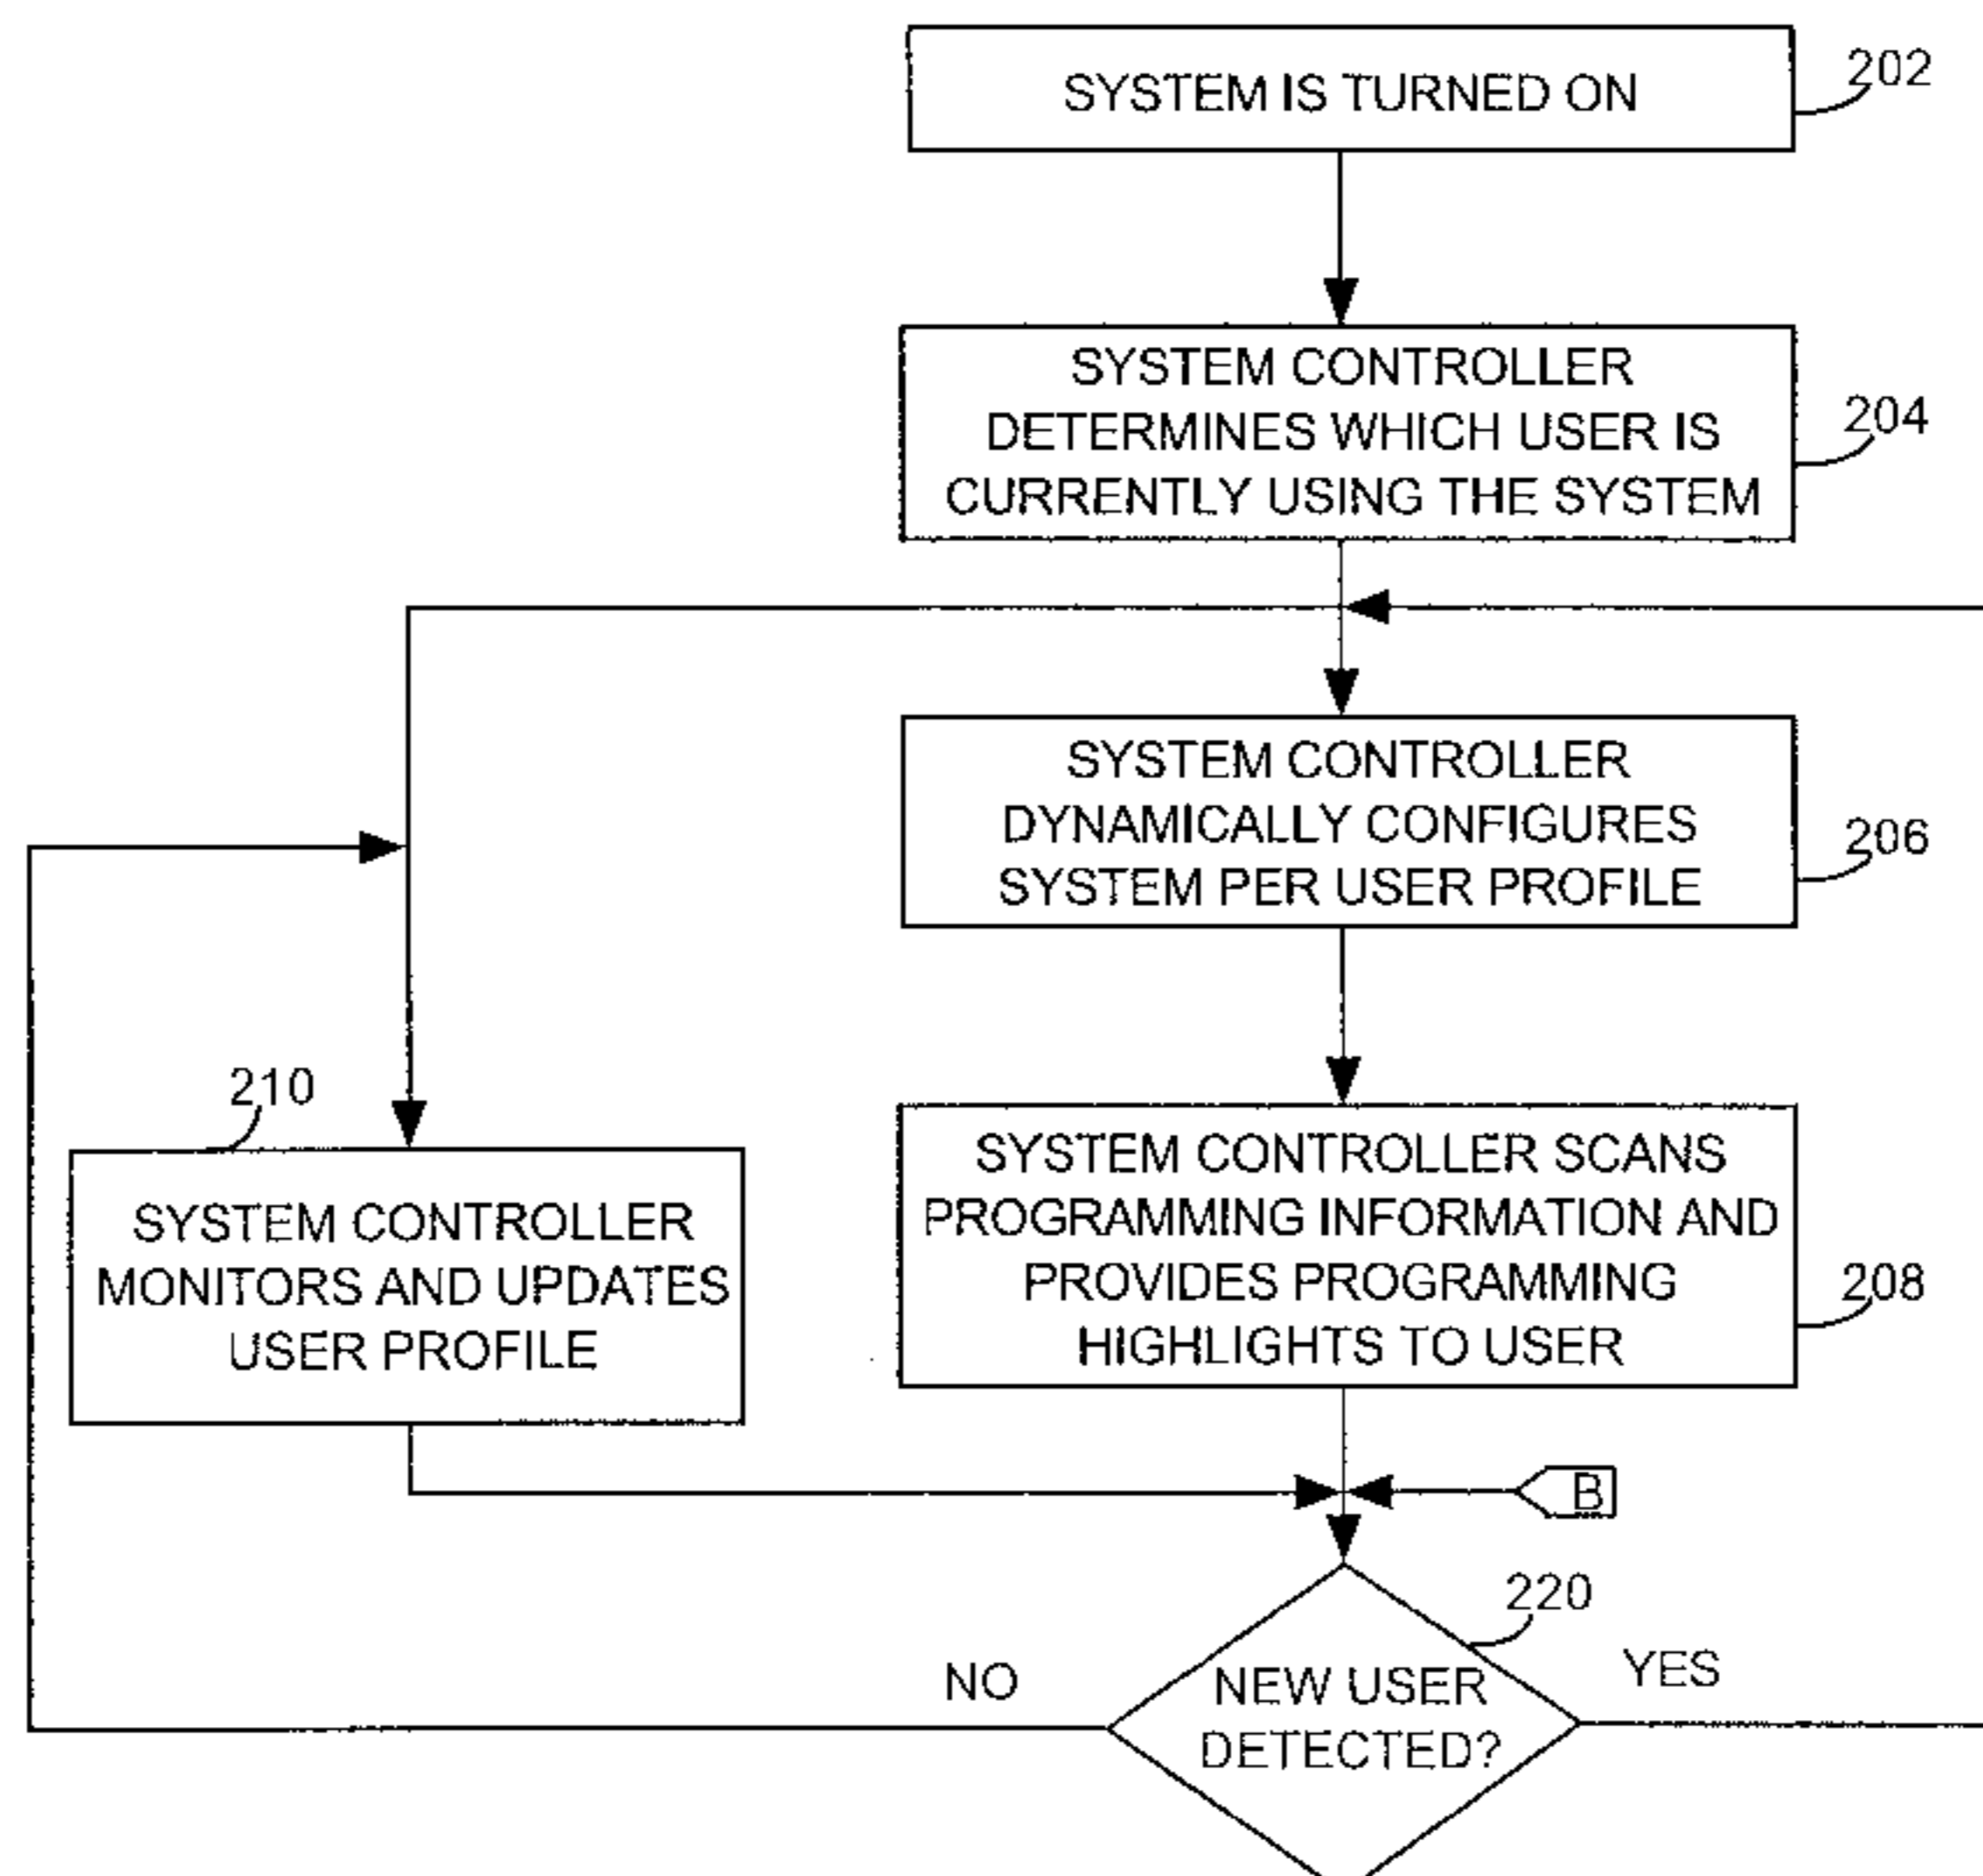 SYSTEM IS TURNED ON
202
SYSTEM CONTROLLER
DETERMINES WHICH USER IS
CURRENTLY USING THE SYSTEM
204
SYSTEM CONTROLLER
DYNAMICALLY CONFIGURES
SYSTEM PER USER PROFILE
206
210
SYSTEM CONTROLLER
MONITORS AND UPDATES
USER PROFILE
SYSTEM CONTROLLER SCANS
PROGRAMMING INFORMATION AND
PROVIDES PROGRAMMING
HIGHLIGHTS TO USER
208
B
220
NO
NEW USER
DETECTED?
YES